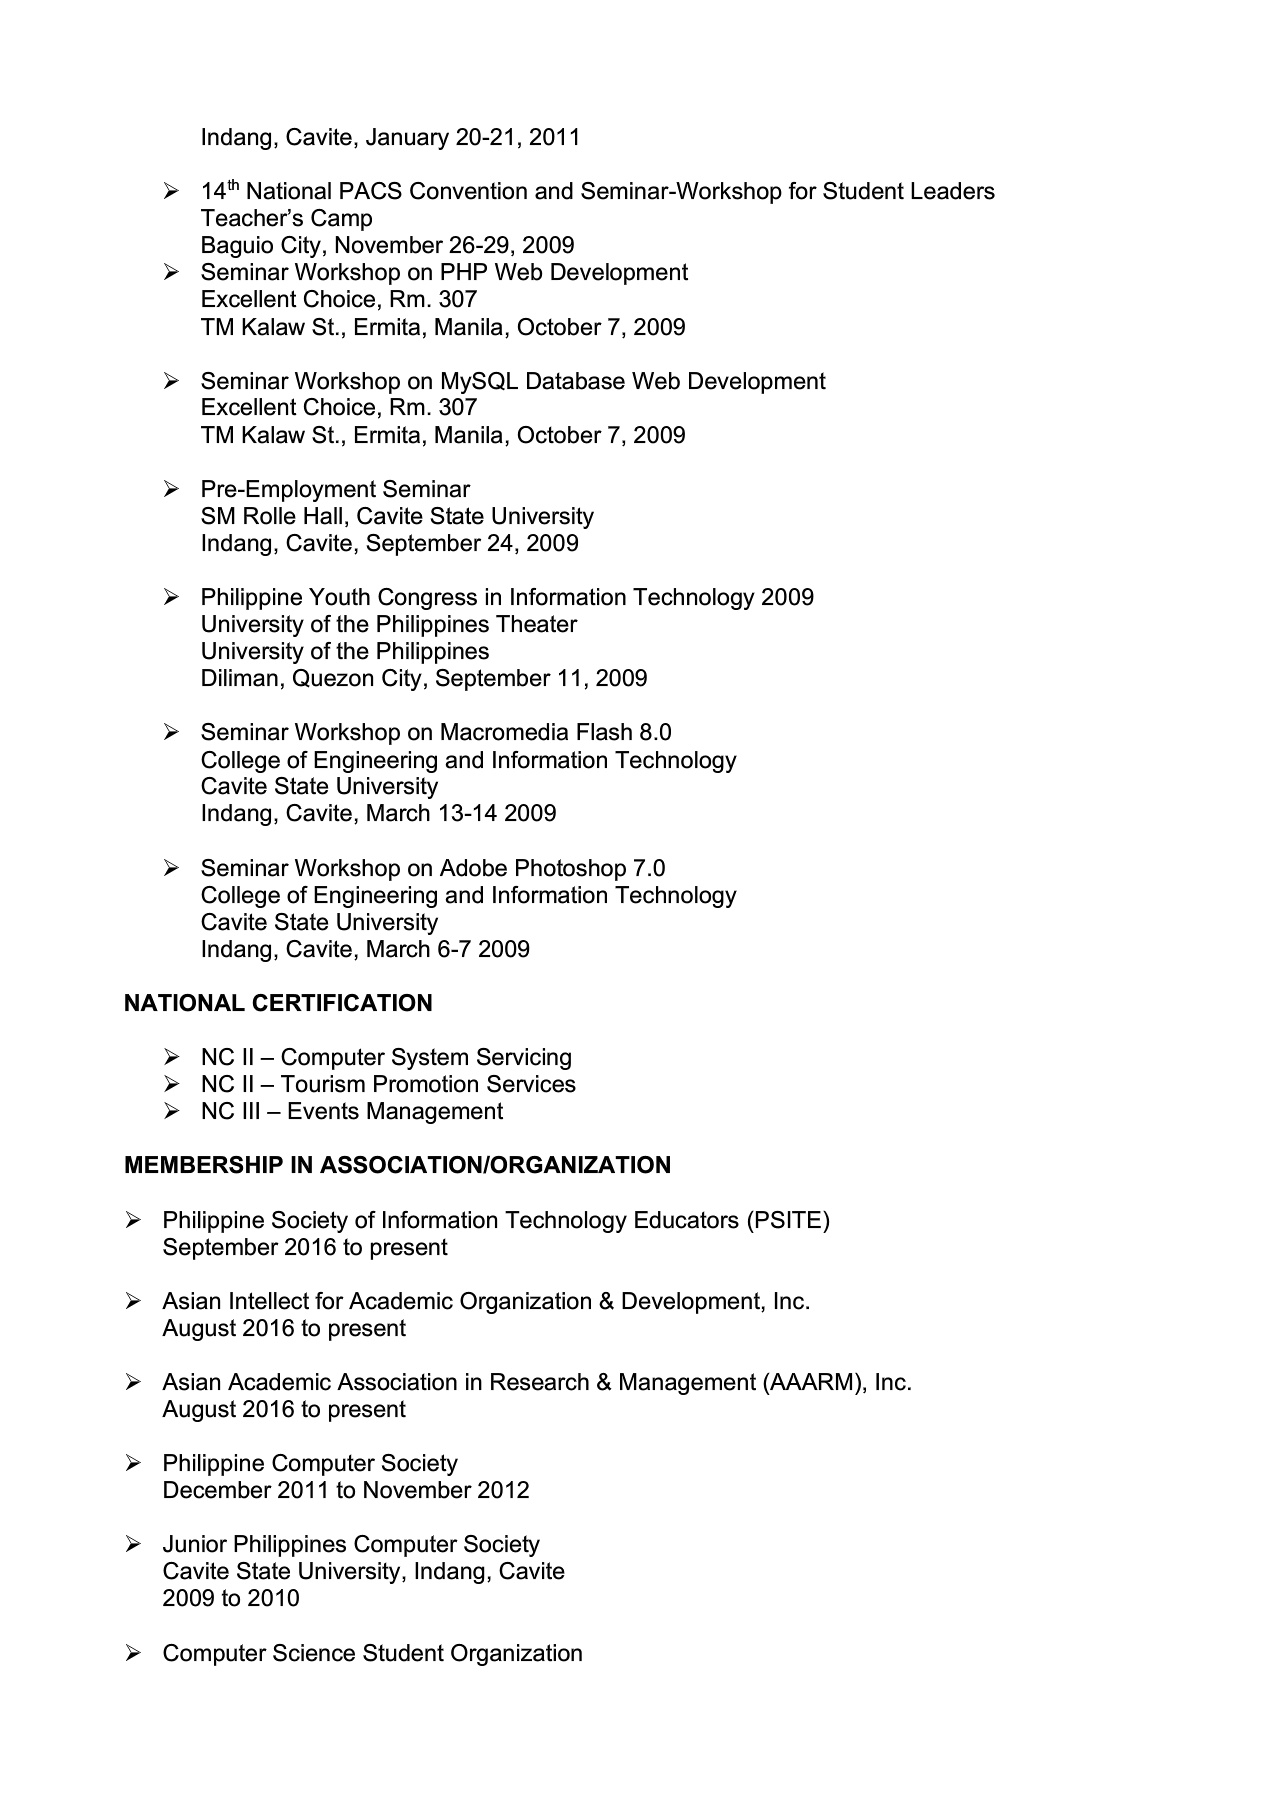 Indang, Cavite, January 20-21, 2011
➢ 14th National PACS Convention and Seminar-Workshop for Student Leaders
Teacher’s Camp
Baguio City, November 26-29, 2009
➢ Seminar Workshop on PHP Web Development
Excellent Choice, Rm. 307
TM Kalaw St., Ermita, Manila, October 7, 2009
➢ Seminar Workshop on MySQL Database Web Development
Excellent Choice, Rm. 307
TM Kalaw St., Ermita, Manila, October 7, 2009
➢ Pre-Employment Seminar
SM Rolle Hall, Cavite State University
Indang, Cavite, September 24, 2009
➢ Philippine Youth Congress in Information Technology 2009
University of the Philippines Theater
University of the Philippines
Diliman, Quezon City, September 11, 2009
➢ Seminar Workshop on Macromedia Flash 8.0
College of Engineering and Information Technology
Cavite State University
Indang, Cavite, March 13-14 2009
➢ Seminar Workshop on Adobe Photoshop 7.0
College of Engineering and Information Technology
Cavite State University
Indang, Cavite, March 6-7 2009
NATIONAL CERTIFICATION
➢ NC II – Computer System Servicing
➢ NC II – Tourism Promotion Services
➢ NC III – Events Management
MEMBERSHIP IN ASSOCIATION/ORGANIZATION
➢ Philippine Society of Information Technology Educators (PSITE)
September 2016 to present
➢ Asian Intellect for Academic Organization & Development, Inc.
August 2016 to present
➢ Asian Academic Association in Research & Management (AAARM), Inc.
August 2016 to present
➢ Philippine Computer Society
December 2011 to November 2012
➢ Junior Philippines Computer Society
Cavite State University, Indang, Cavite
2009 to 2010
➢ Computer Science Student Organization